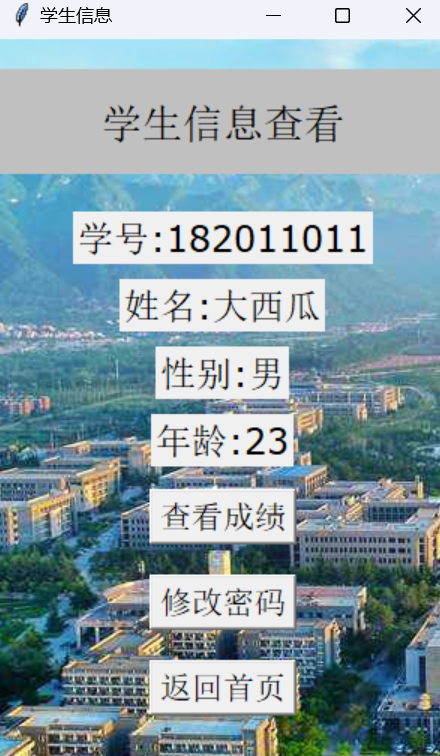 学生信息
学生信息查看
学号:182011011
姓名:大西瓜
性别:男
年龄:23
查看成绩
修改密码
返回首页